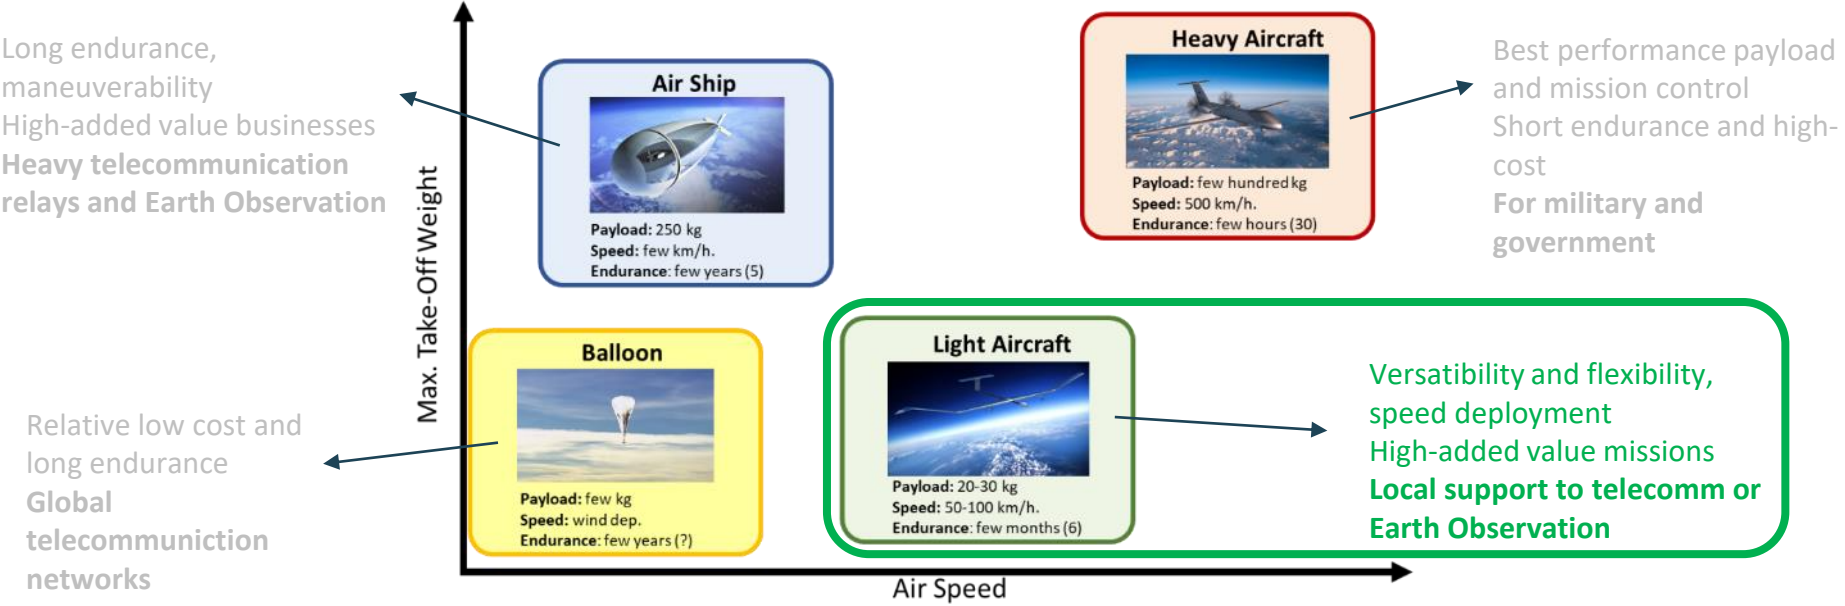 Long endurance,
maneuverability
High-added value businesses
Heavy telecommunication
relays and Earth Observation
Relative low cost and
long endurance
Global
telecommuniction
networks
Max. Take-Off Weight
Air Ship
Payload: 250 kg
Speed: few km/h.
Endurance: few years (5)
Heavy Aircraft
Payload: few hundred kg
Speed: 500 km/h.
Endurance: few hours (30)
Best performance payload
and mission control
Short endurance and high-
cost
For military and
government
Balloon
Payload: few kg
Speed: wind dep.
Endurance: few years (?)
Light Aircraft
Payload: 20-30 kg
Speed: 50-100 km/h.
Endurance: few months (6)
Versatibility and flexibility,
speed deployment
High-added value missions
Local support to telecomm or
Earth Observation
Air Speed